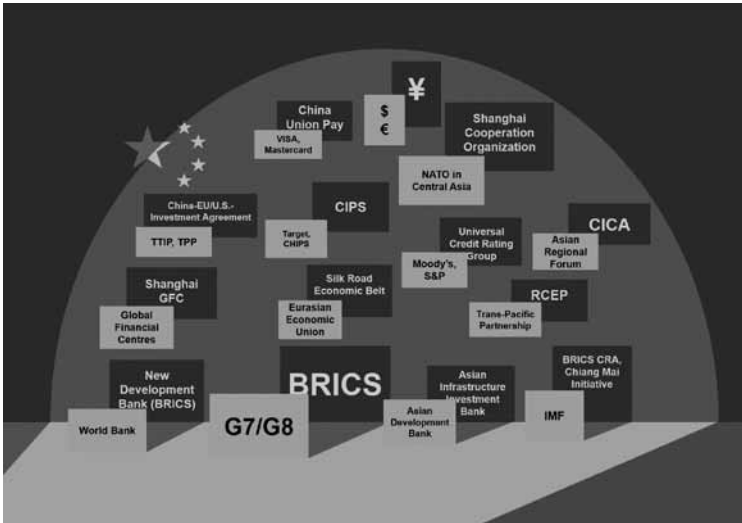 ¥
$
€
China
Union Pay
VISA,
Mastercard
Shanghai
Cooperation
Organization
NATO in
Central Asia
China-EU/U.S.-
Investment Agreement
TTIP, TPP
CIPS
Target,
CHIPS
Universal
Credit Rating
Group
Moody's,
S&P
CICA
Asian
Regional
Forum
Shanghai
GFC
Global
Financial
Centres
Silk Road
Economic Belt
Eurasian
Economic
Union
RCEP
Trans-Pacific
Partnership
New
Development
Bank (BRICS)
World Bank
BRICS
G7/G8
Asian
Infrastructure
Investment
Bank
Asian
Development
Bank
BRICS CRA,
Chiang Mai
Initiative
IMF